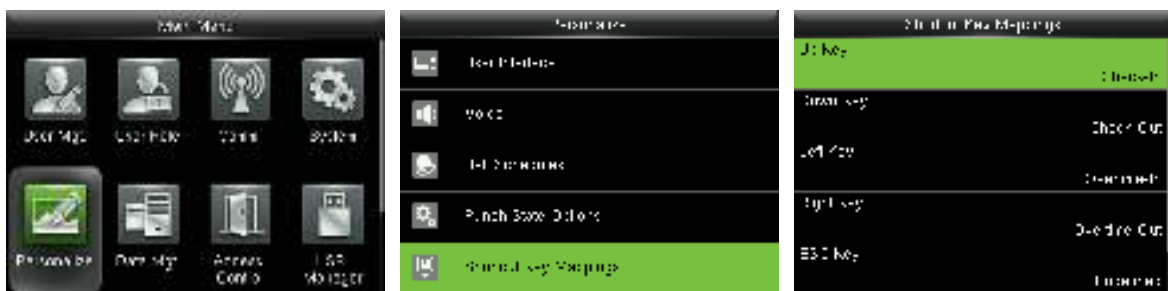 Main Menu
User Mgt.
User Role
Comm.
System
Personalize
Data Mgt.
Access
Control
USB
Manager
Personalize
User Interface
Voice
Bell Schedules
Punch State Options
Shortcut Key Mappings
Shortcut Key Mappings
Up Key
Check-In
Down Key
Check-Out
Left Key
Overtime-In
Right Key
Overtime-Out
ESC Key
Undefined